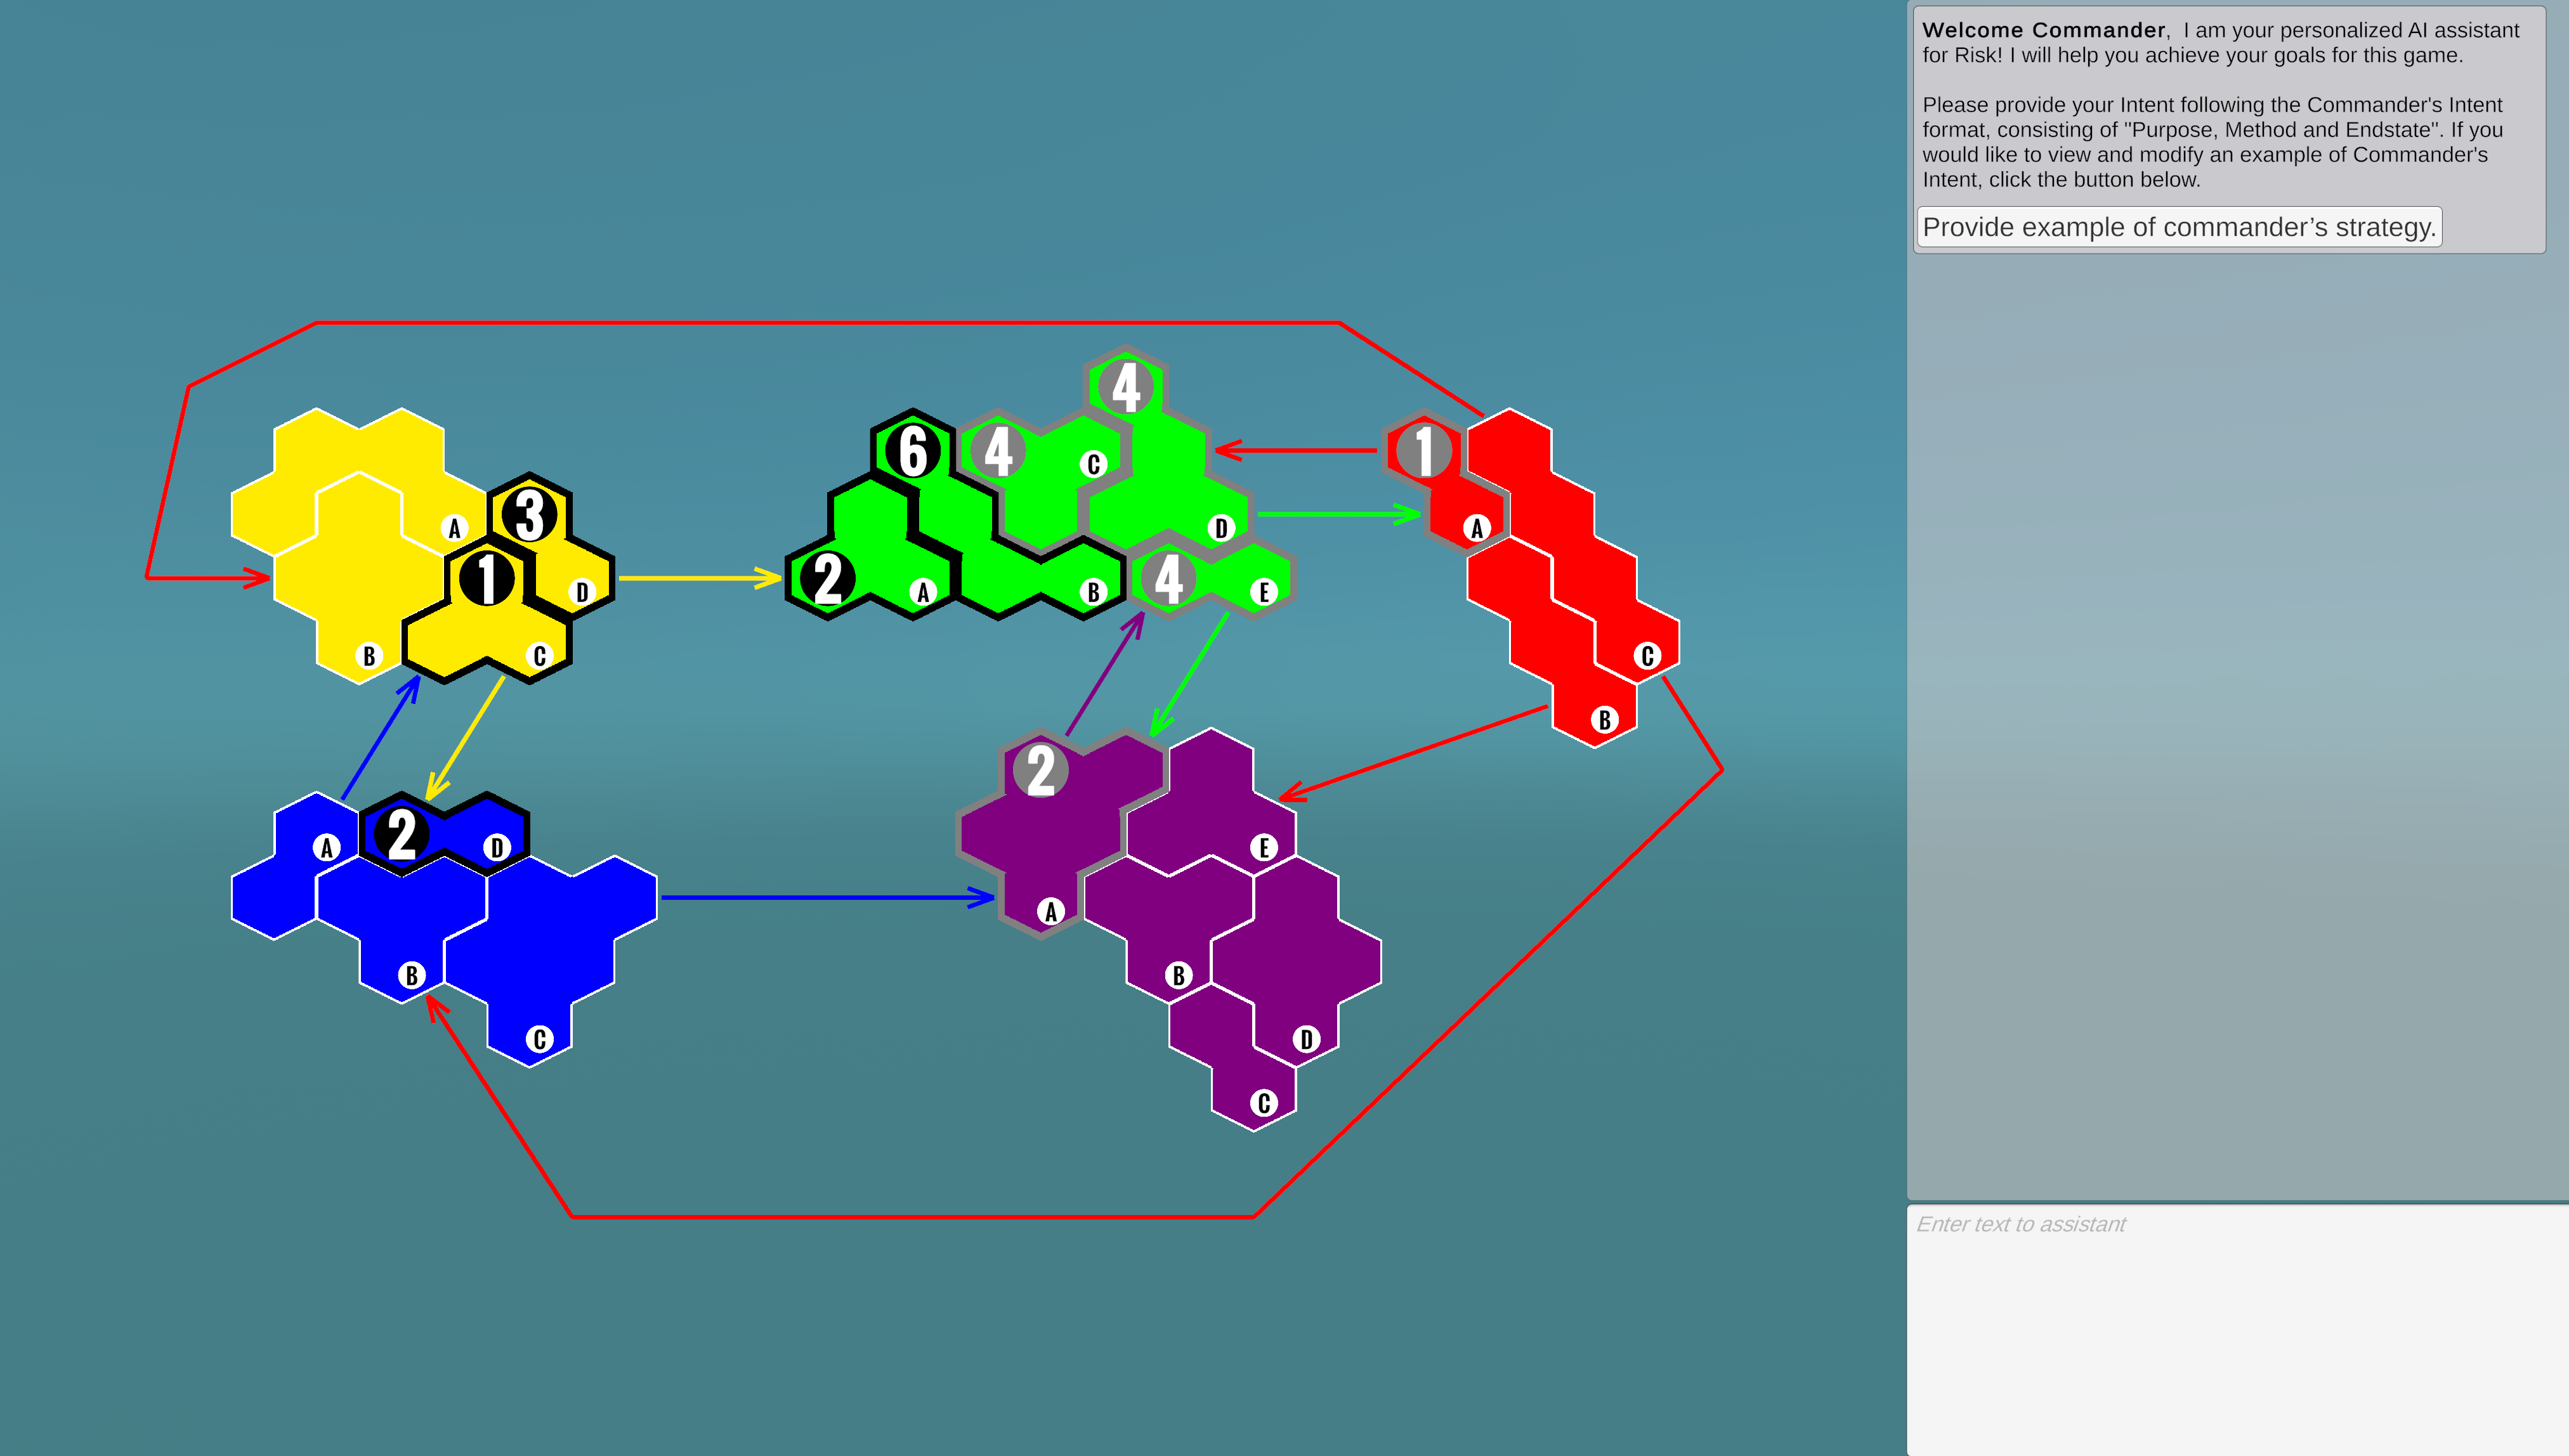 Welcome Commander, I am your personalized AI assistant
for Risk! I will help you achieve your goals for this game.
Please provide your Intent following the Commander's Intent
format, consisting of "Purpose, Method and Endstate". If you
would like to view and modify an example of Commander's
Intent, click the button below.
Provide example of commander’s strategy.
Enter text to assistant
4
6
4
C
1
3
A
D
A
1
D
2
A
B
4
E
B
C
C
B
2
2
A
D
E
A
B
B
C
D
C